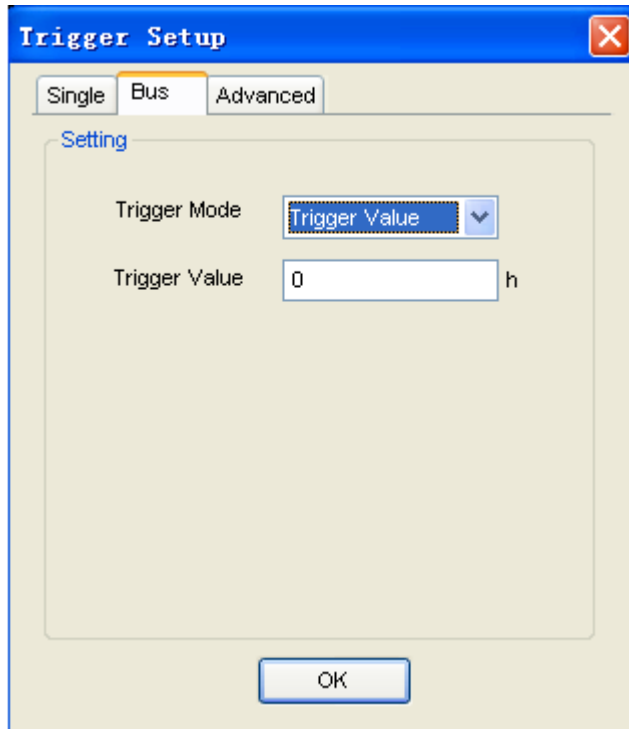 Trigger Setup
Single Bus Advanced
Setting
Trigger Mode Trigger Value
Trigger Value 0 h
OK